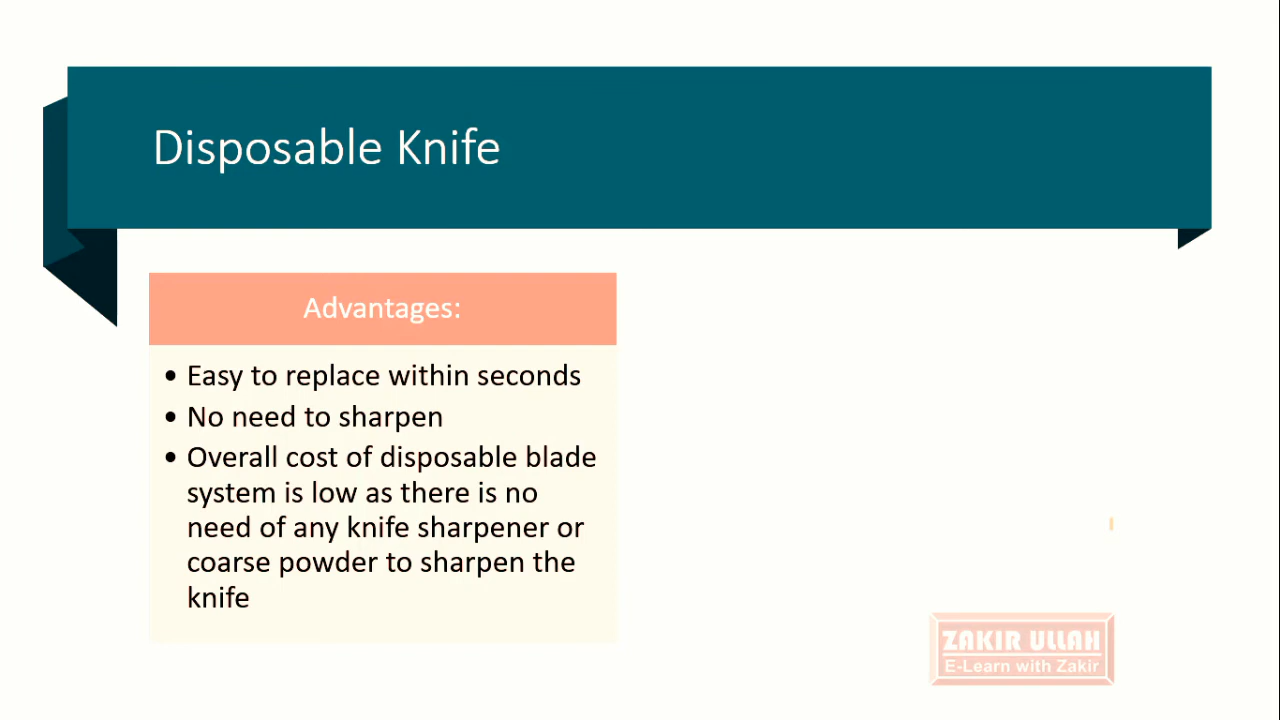 Disposable Knife
Advantages:
• Easy to replace within seconds
• No need to sharpen
• Overall cost of disposable blade
system is low as there is no
need of any knife sharpener or
coarse powder to sharpen the
knife
ZAKIR ULLAH
E-Learn with Zakir